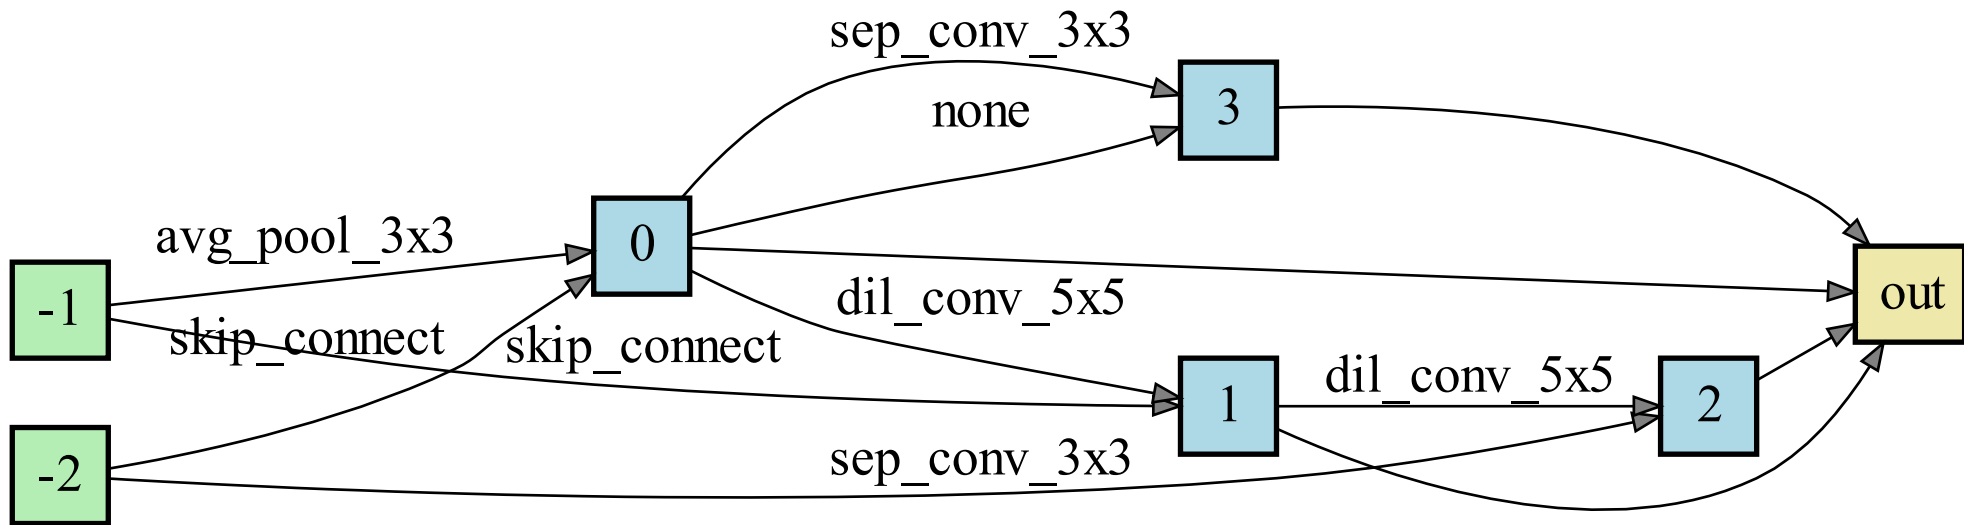 sep_conv_3x3
none
3
avg_pool_3x3
0
-1
skip_connect
skip_connect
dil_conv_5x5
out
dil_conv_5x5
1
2
-2
sep_conv_3x3